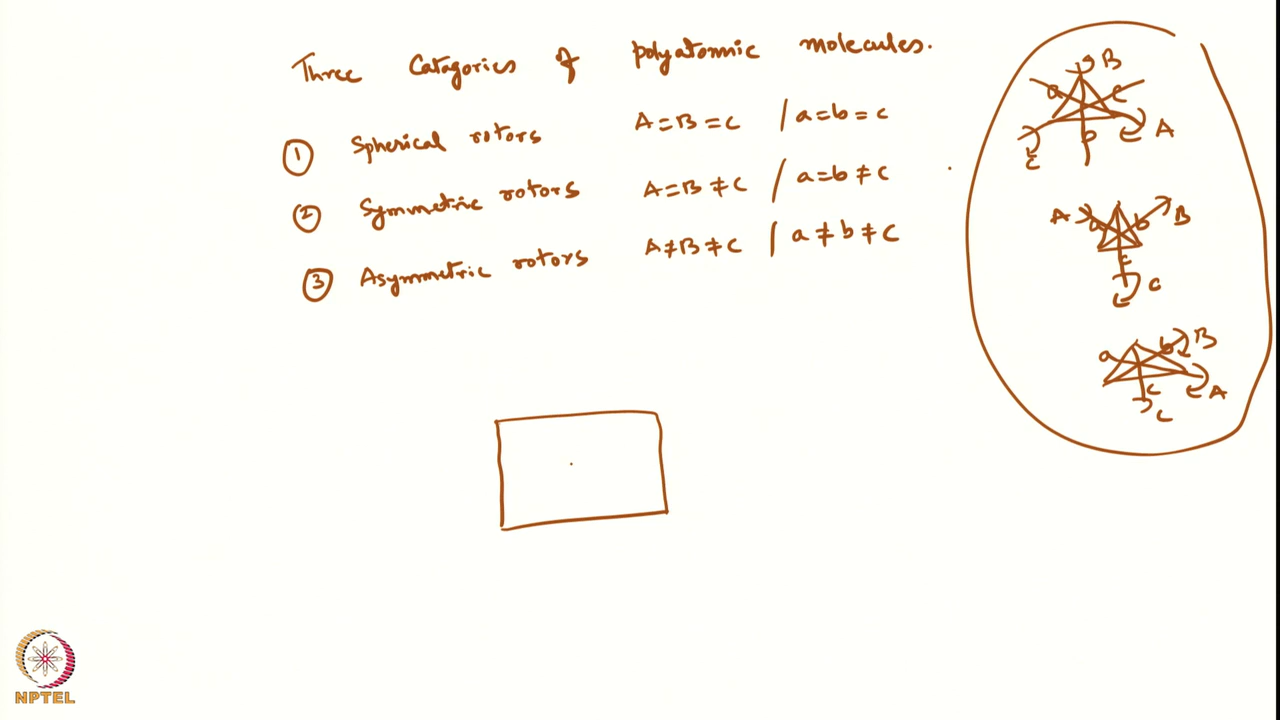 Three Catagories of polyatomic molecules.
① Spherical rotors A=B=C / a=b=c
② Symmetric rotors A=B≠C / a=b≠c
③ Asymmetric rotors A≠B≠C / a≠b≠c
B
a c
A
b
C
A B
a b
c
C
a b B
c A
C
NPTEL